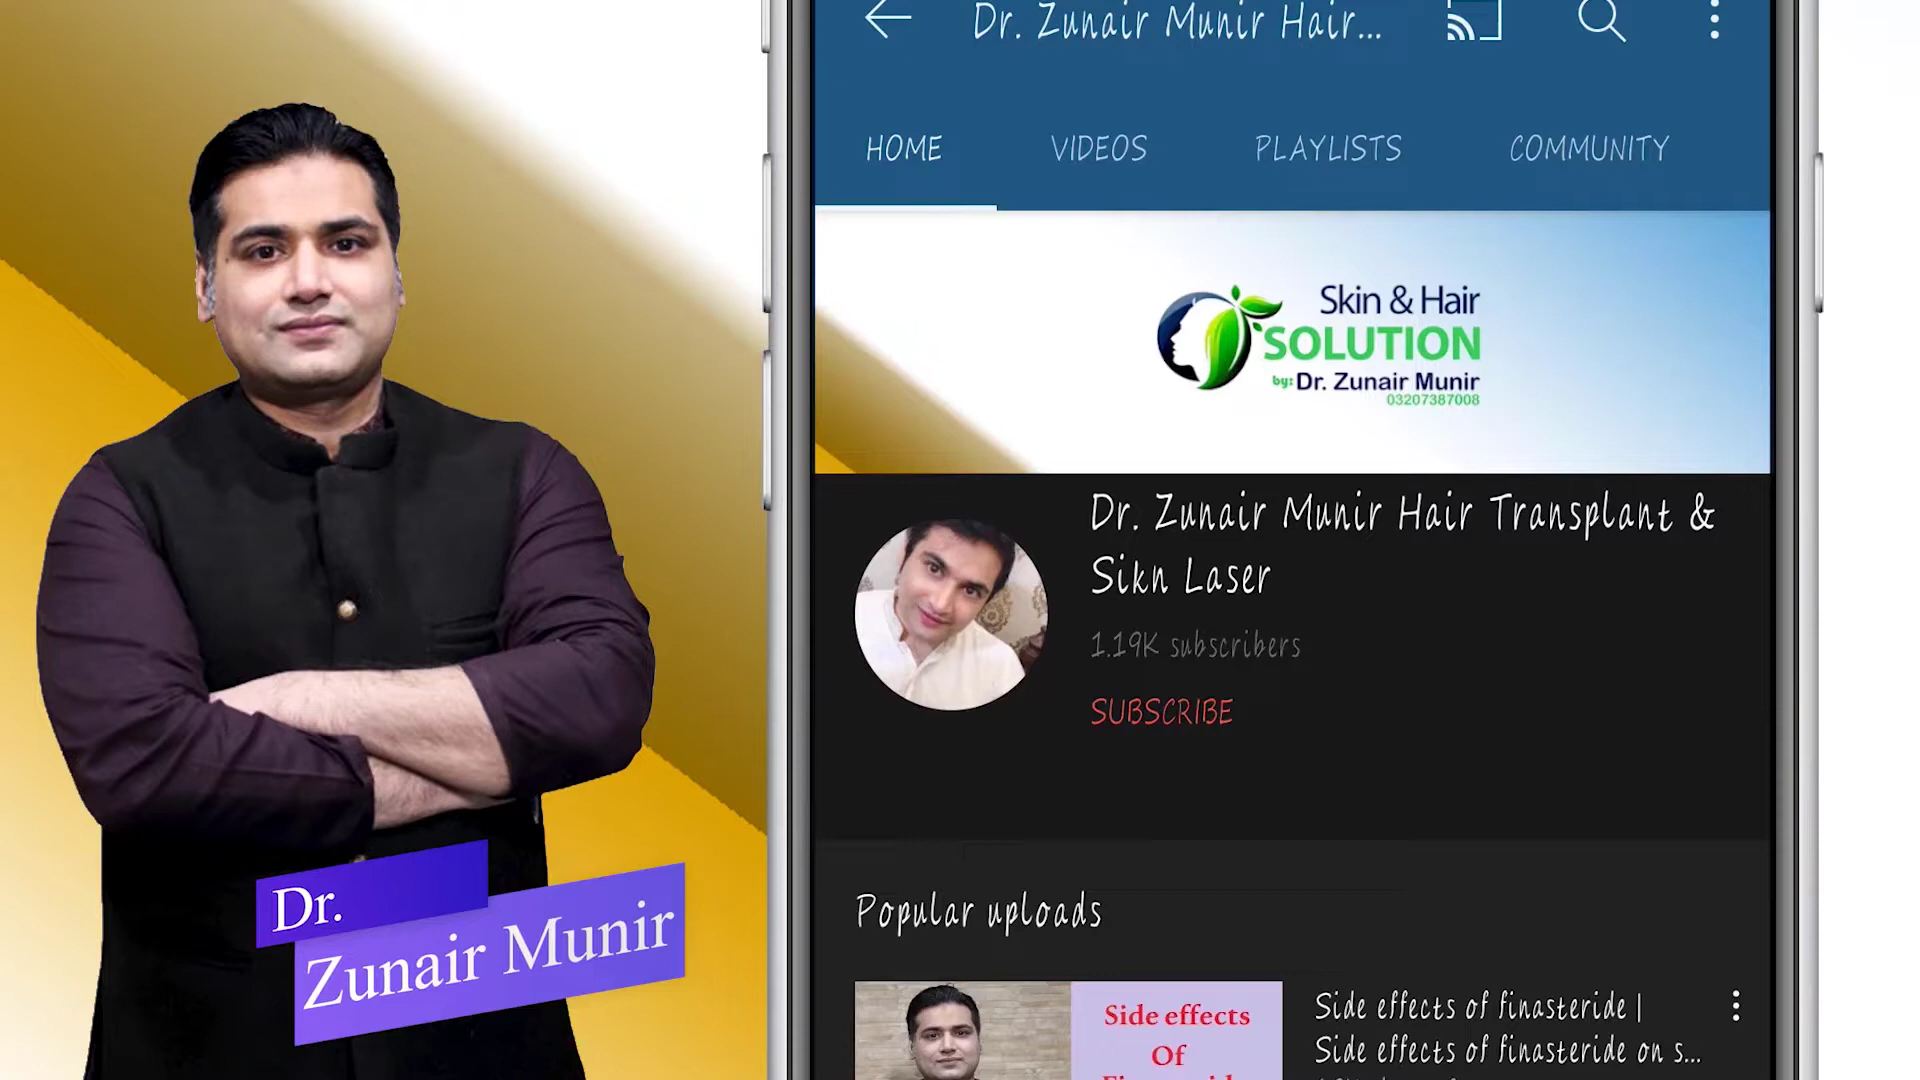 Dr. Zunair Munir Hair...
HOME VIDEOS PLAYLISTS COMMUNITY
Skin & Hair
SOLUTION
by: Dr. Zunair Munir
03207387008
Dr. Zunair Munir Hair Transplant &
Sikn Laser
1.19K subscribers
SUBSCRIBE
Dr.
Zunair Munir
Popular uploads
Side effects
Of
Side effects of finasteride |
Side effects of finasteride on s...